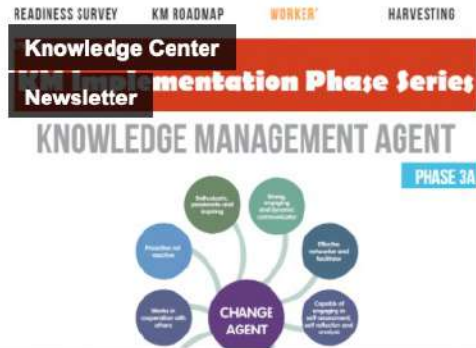 READINESS SURVEY
KM ROADMAP
WORKER'
HARVESTING
Knowledge Center
KM Implementation Phase Series
Newsletter
KNOWLEDGE MANAGEMENT AGENT
PHASE 3A
Enthusiastic,
passionate and
inspiring
Strong,
engaging
and dynamic
communicator
Proactive not
reactive
Effective
networker and
facilitator
Works in
cooperation with
others
CHANGE
AGENT
Capable of
engaging in
self assessment,
self reflection and
analysis